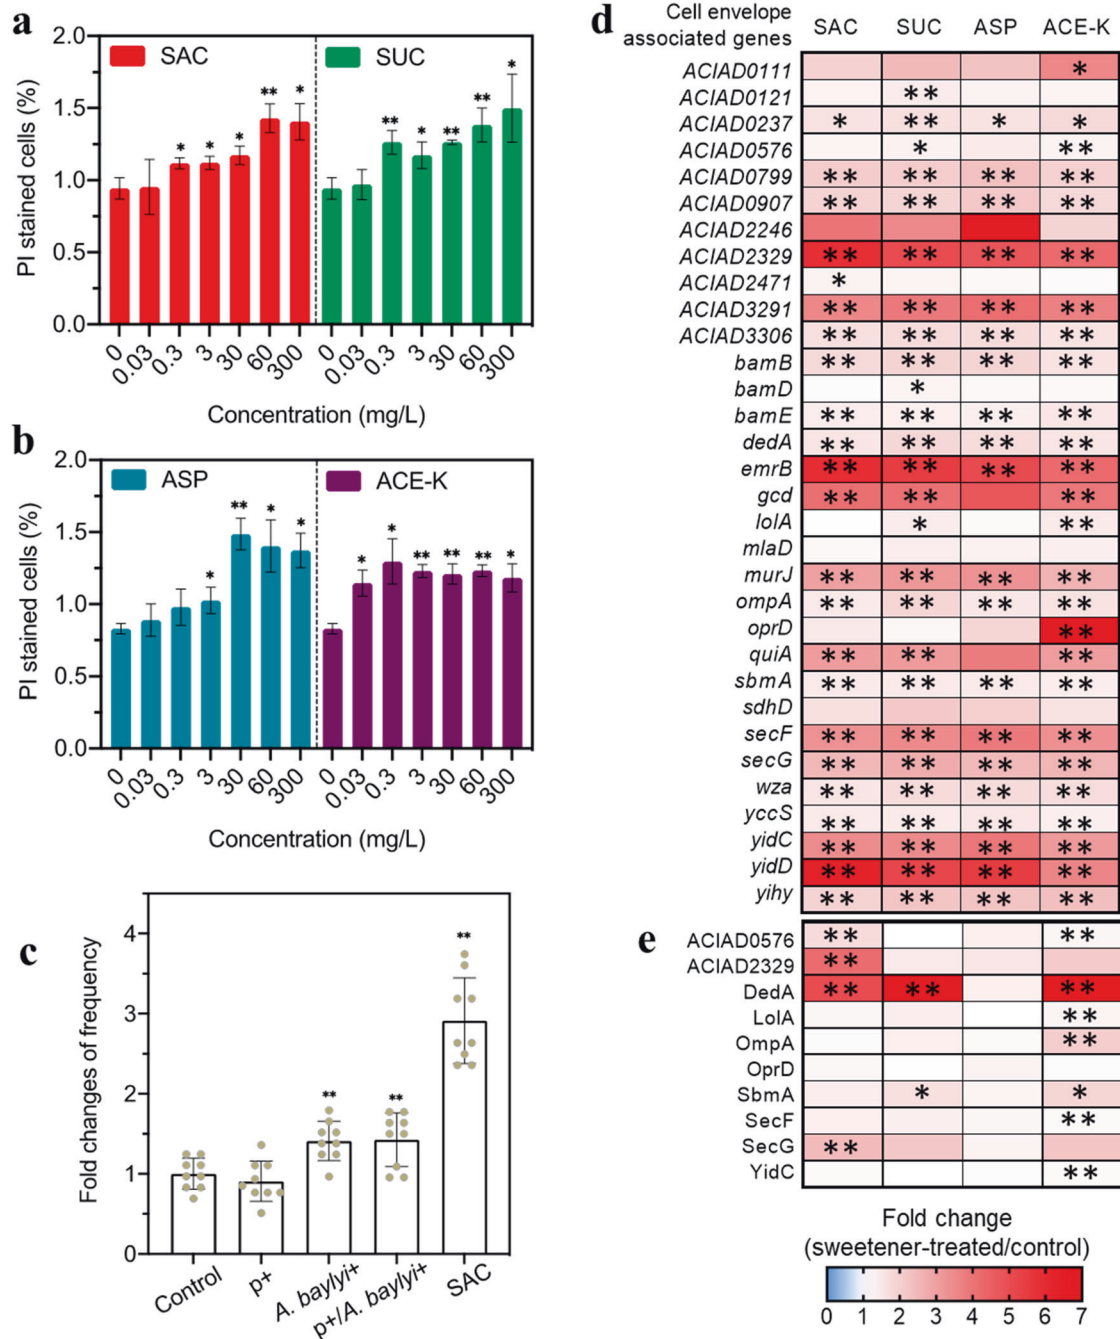 a
2.0
1.5
1.0
0.5
0.0
PI stained cells (%)
SAC
SUC
* * * ** *
** * ** ** *
0 0.03 0.3 3 30 60 300 0 0.03 0.3 3 30 60 300
Concentration (mg/L)
b
2.0
1.5
1.0
0.5
0.0
PI stained cells (%)
ASP
ACE-K
* ** * *
* * ** ** ** *
0 0.03 0.3 3 30 60 300 0 0.03 0.3 3 30 60 300
Concentration (mg/L)
c
4
3
2
1
0
Fold changes of frequency
** ** **
Control p+ A. baylyi+ p+/A. baylyi+ SAC
d
Cell envelope
associated genes
SAC SUC ASP ACE-K
ACIAD0111 *
ACIAD0121 **
ACIAD0237 * ** * *
ACIAD0576 * **
ACIAD0799 ** ** ** **
ACIAD0907 ** ** ** **
ACIAD2246
ACIAD2329 ** ** ** **
ACIAD2471 *
ACIAD3291 ** ** ** **
ACIAD3306 ** ** ** **
bamB ** ** ** **
bamD *
bamE ** ** ** **
dedA ** ** ** **
emrB ** ** ** **
gcd ** ** **
lolA * **
mlaD
murJ ** ** ** **
ompA ** ** ** **
oprD **
quiA ** ** **
sbmA ** ** ** **
sdhD
secF ** ** ** **
secG ** ** ** **
wza ** ** ** **
yccS ** ** ** **
yidC ** ** ** **
yidD ** ** ** **
yihy ** ** ** **
e
ACIAD0576 ** **
ACIAD2329 **
DedA ** ** **
LolA **
OmpA **
OprD
SbmA * *
SecF **
SecG **
YidC **
Fold change
(sweetener-treated/control)
0 1 2 3 4 5 6 7